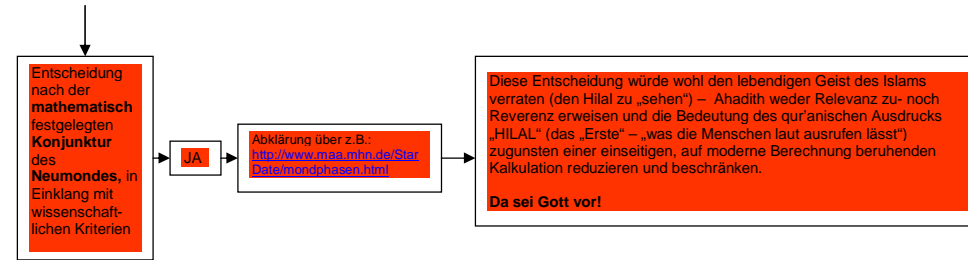 Entscheidung
nach der
mathematisch
festgelegten
Konjunktur
des
Neumondes, in
Einklang mit
wissenschaft-
lichen Kriterien
JA
Abklärung über z.B.:
http://www.maa.mhn.de/Star
Date/mondphasen.html
Diese Entscheidung würde wohl den lebendigen Geist des Islams
verraten (den Hilal zu „sehen“) – Ahadith weder Relevanz zu- noch
Reverenz erweisen und die Bedeutung des qur'anischen Ausdrucks
„HILAL“ (das „Erste“ – „was die Menschen laut ausrufen lässt“)
zugunsten einer einseitigen, auf moderne Berechnung beruhenden
Kalkulation reduzieren und beschränken.
Da sei Gott vor!